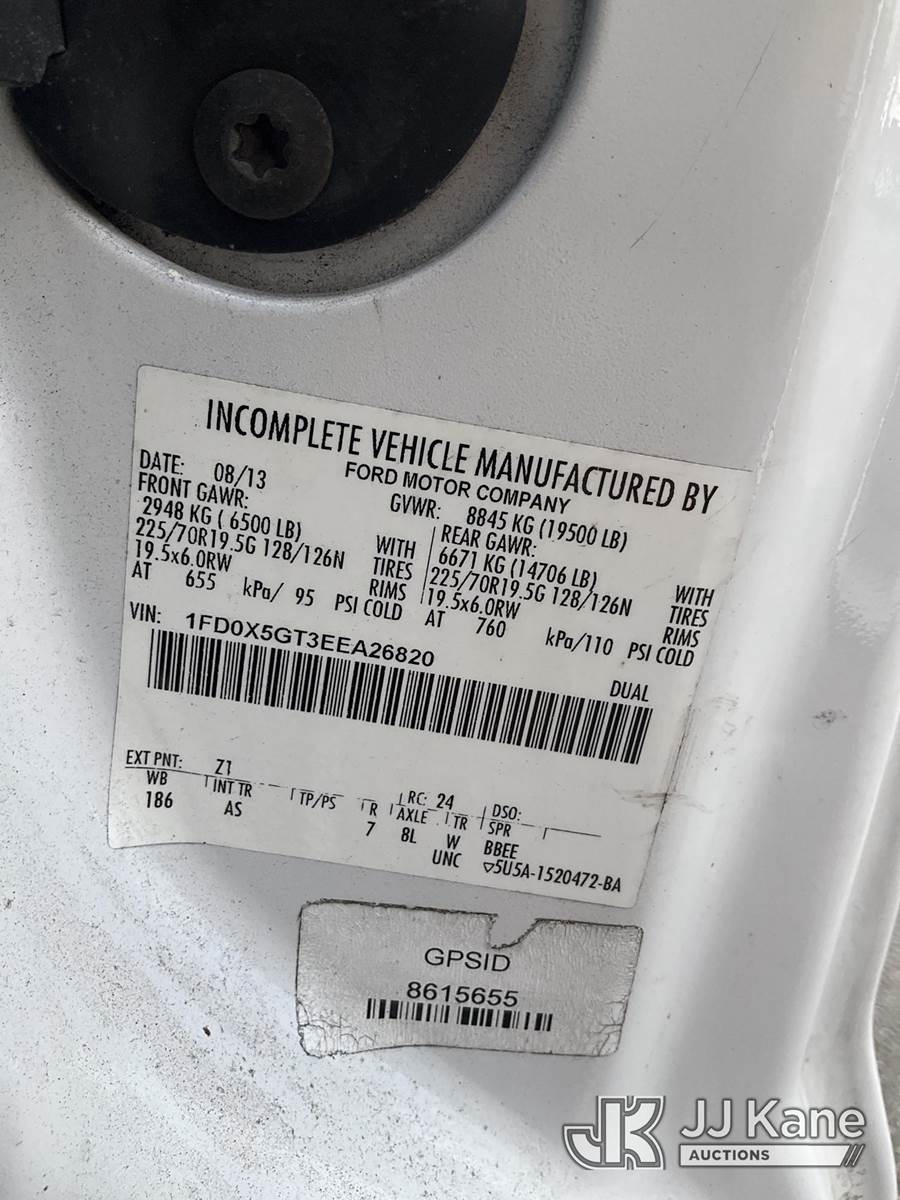 INCOMPLETE VEHICLE MANUFACTURED BY
FORD MOTOR COMPANY
DATE: 08/13
GVWR: 8845 KG (19500 LB)
FRONT GAWR:
2948 KG ( 6500 LB) WITH
225/70R19.5G 128/126N TIRES
19.5x6.0RW RIMS
AT 655 kPa/ 95 PSI COLD
REAR GAWR:
6671 KG (14706 LB) WITH
225/70R19.5G 128/126N TIRES
19.5x6.0RW RIMS
AT 760 kPa/110 PSI COLD
VIN: 1FD0X5GT3EEA26820
DUAL
EXT PNT: Z1 RC: 24 DSO:
WB INT TR TP/PS R AXLE TR SPR
186 AS 7 8L W BBEE
UNC ▽5U5A-1520472-BA
GPSID
8615655
JK JJ Kane
AUCTIONS